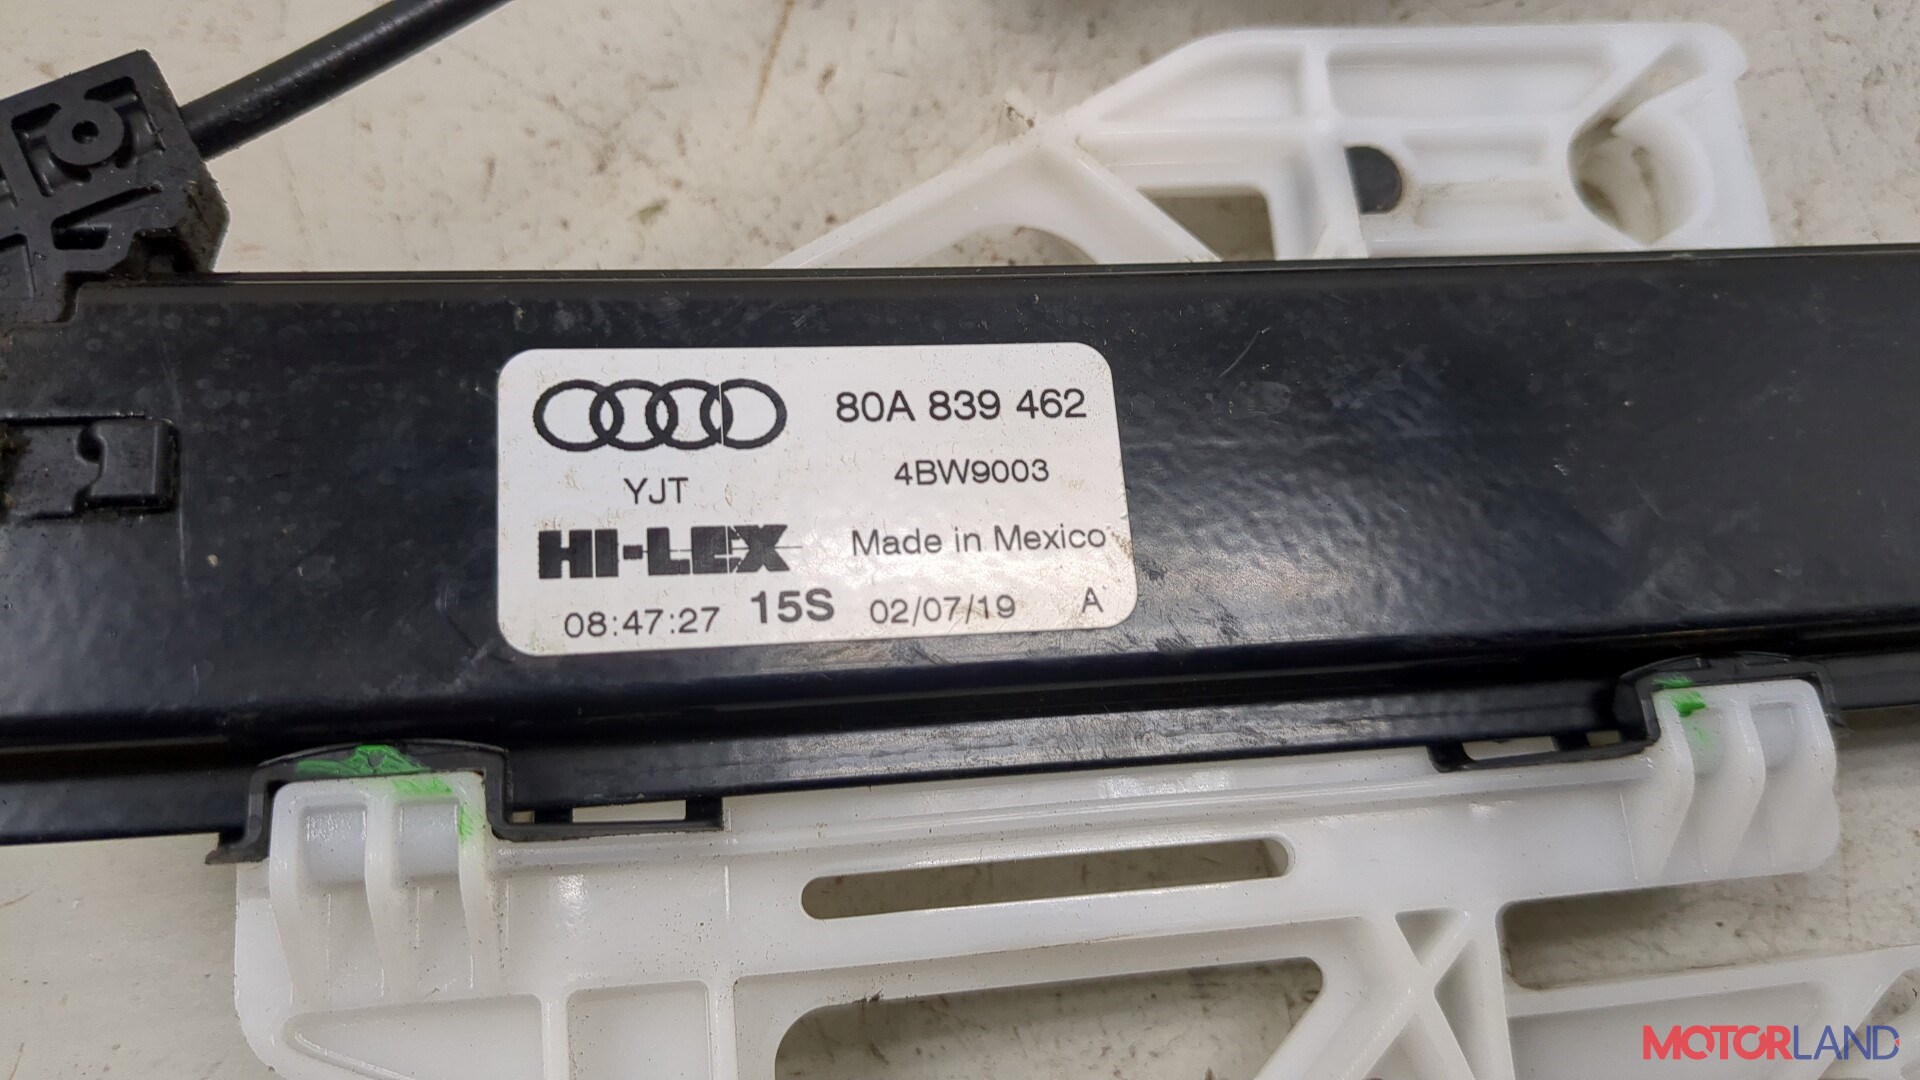 80A 839 462
YJT
4BW9003
HI-LEX
Made in Mexico
08:47:27 15S 02/07/19 A
MOTORLAND